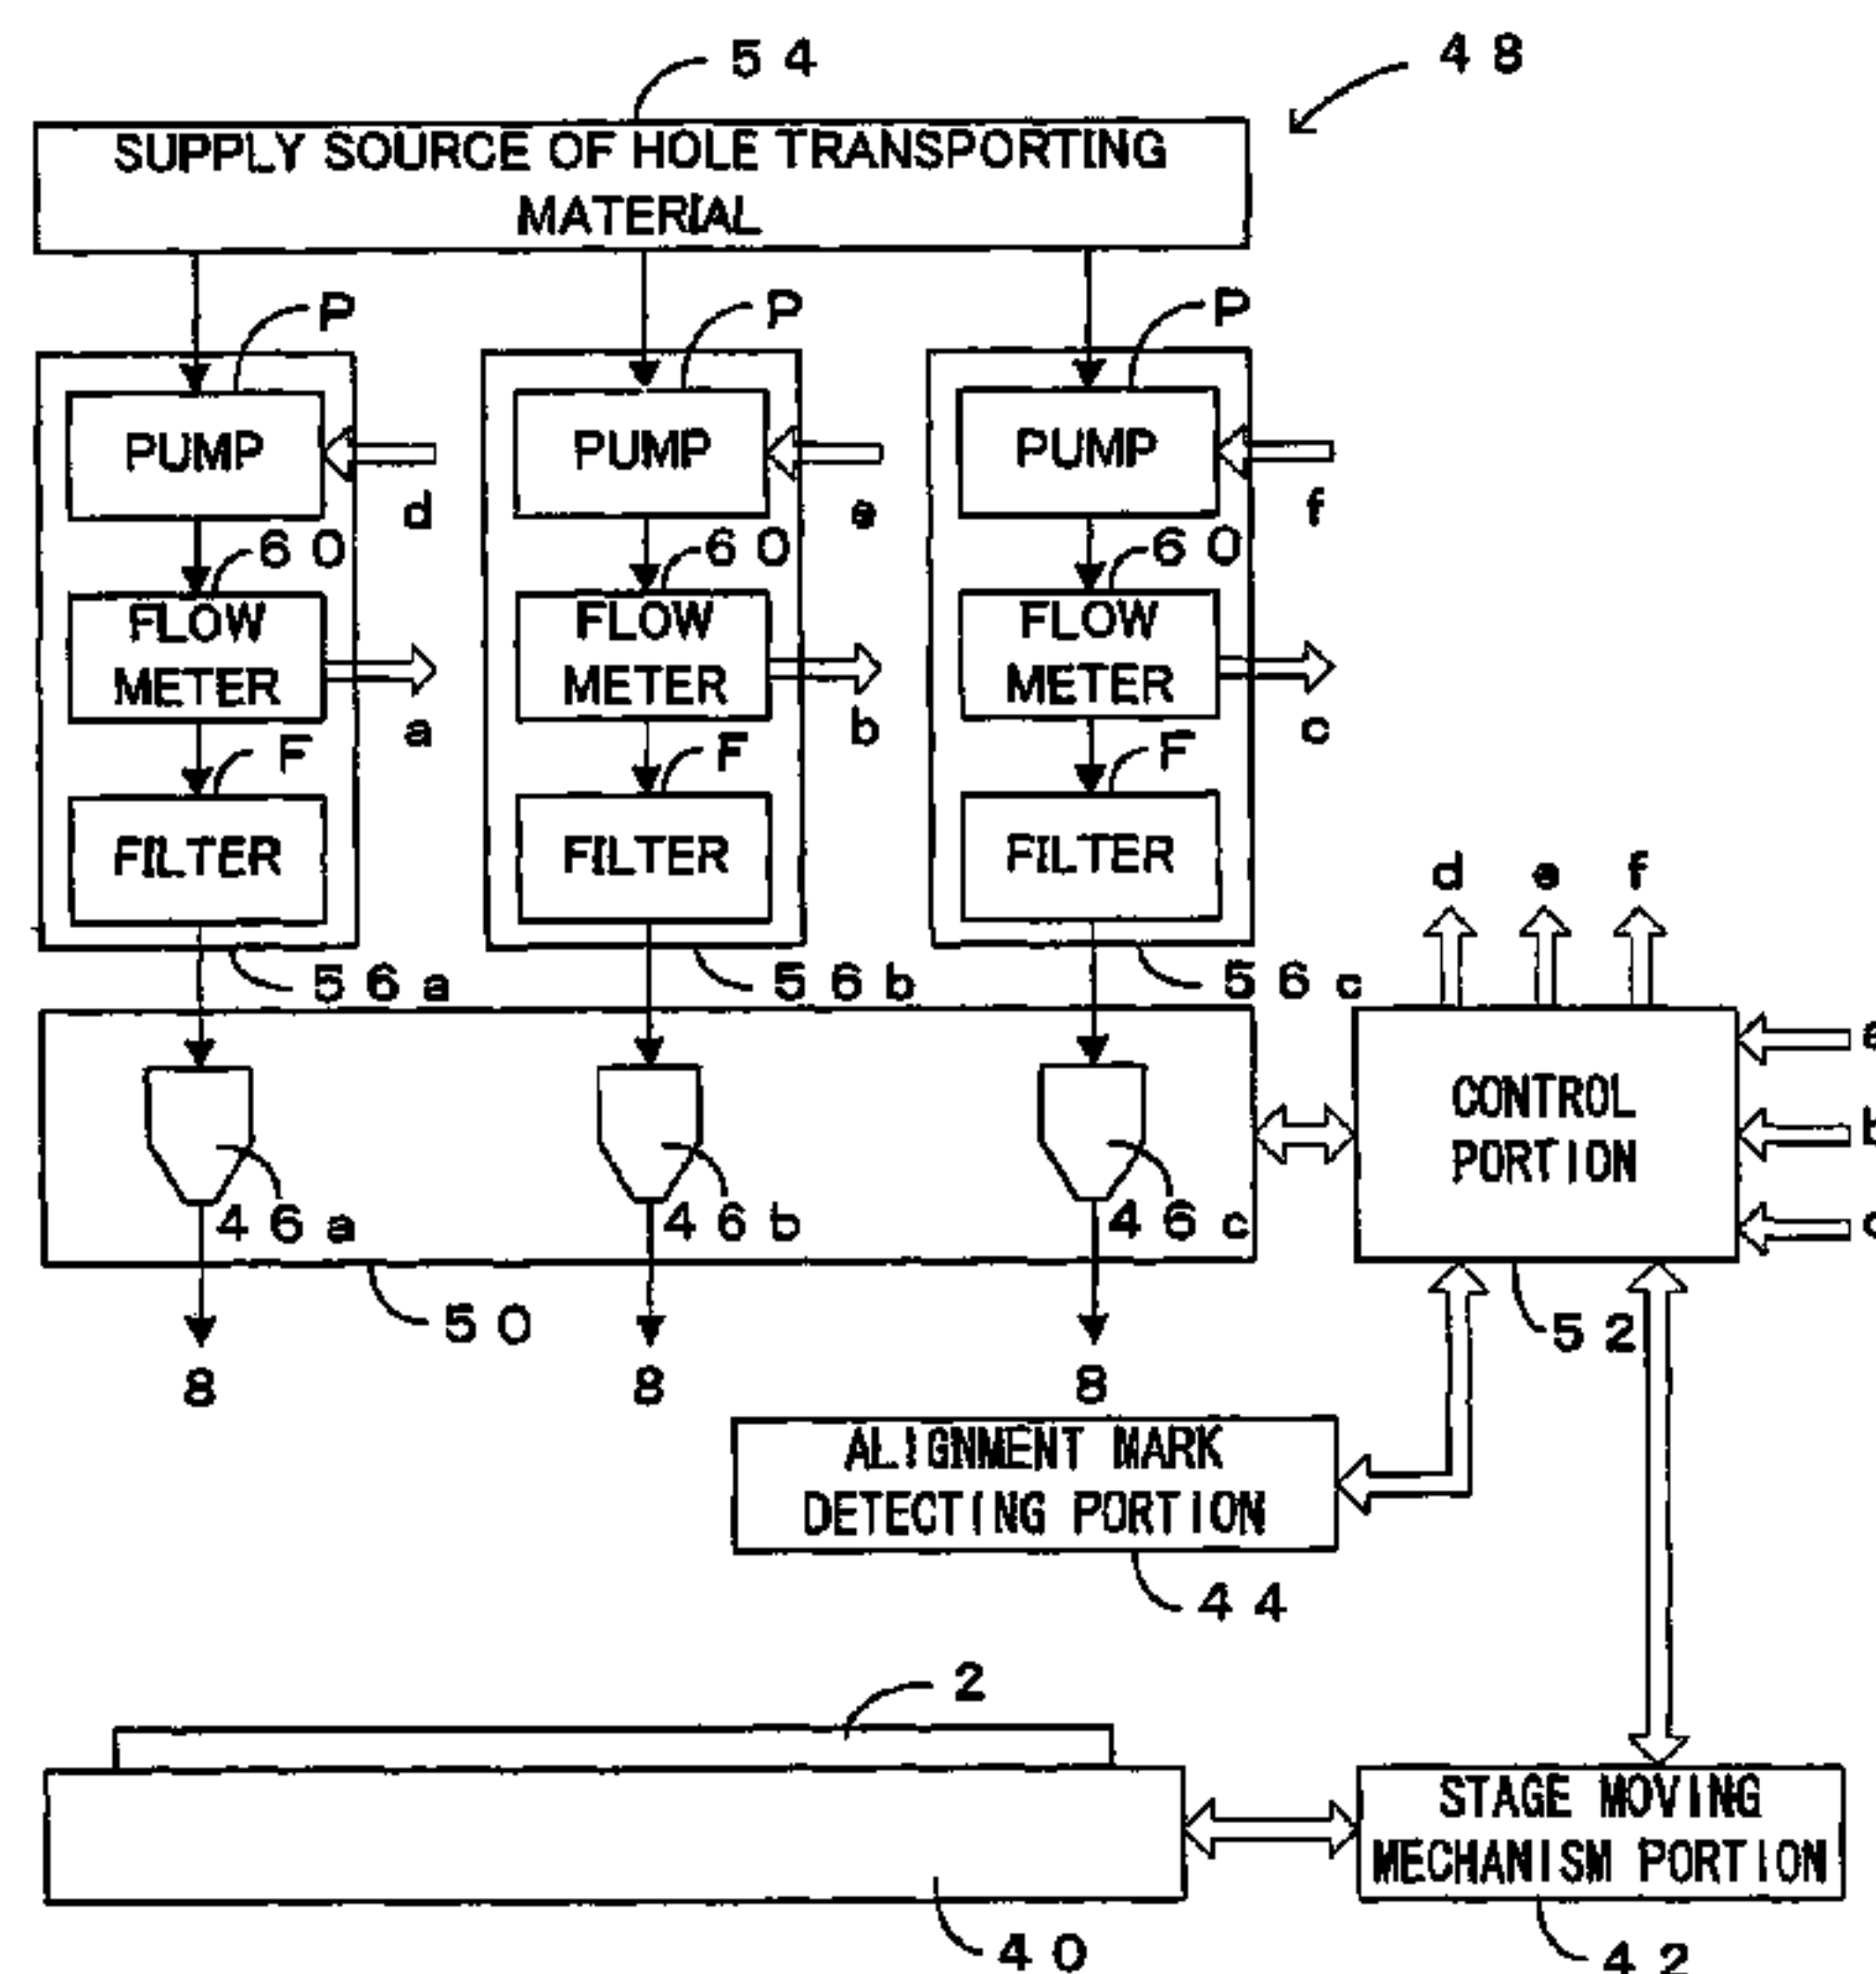 54
48
SUPPLY SOURCE OF HOLE TRANSPORTING
MATERIAL
P P P
PUMP PUMP PUMP
d e f
60 60 60
FLOW FLOW FLOW
METER METER METER
a b c
F F F
FILTER FILTER FILTER
d e f
56a 56b 56c
CONTROL
PORTION
46a 46b 46c
50
52
8 8 8
ALIGNMENT MARK
DETECTING PORTION
44
2
STAGE MOVING
MECHANISM PORTION
40
42